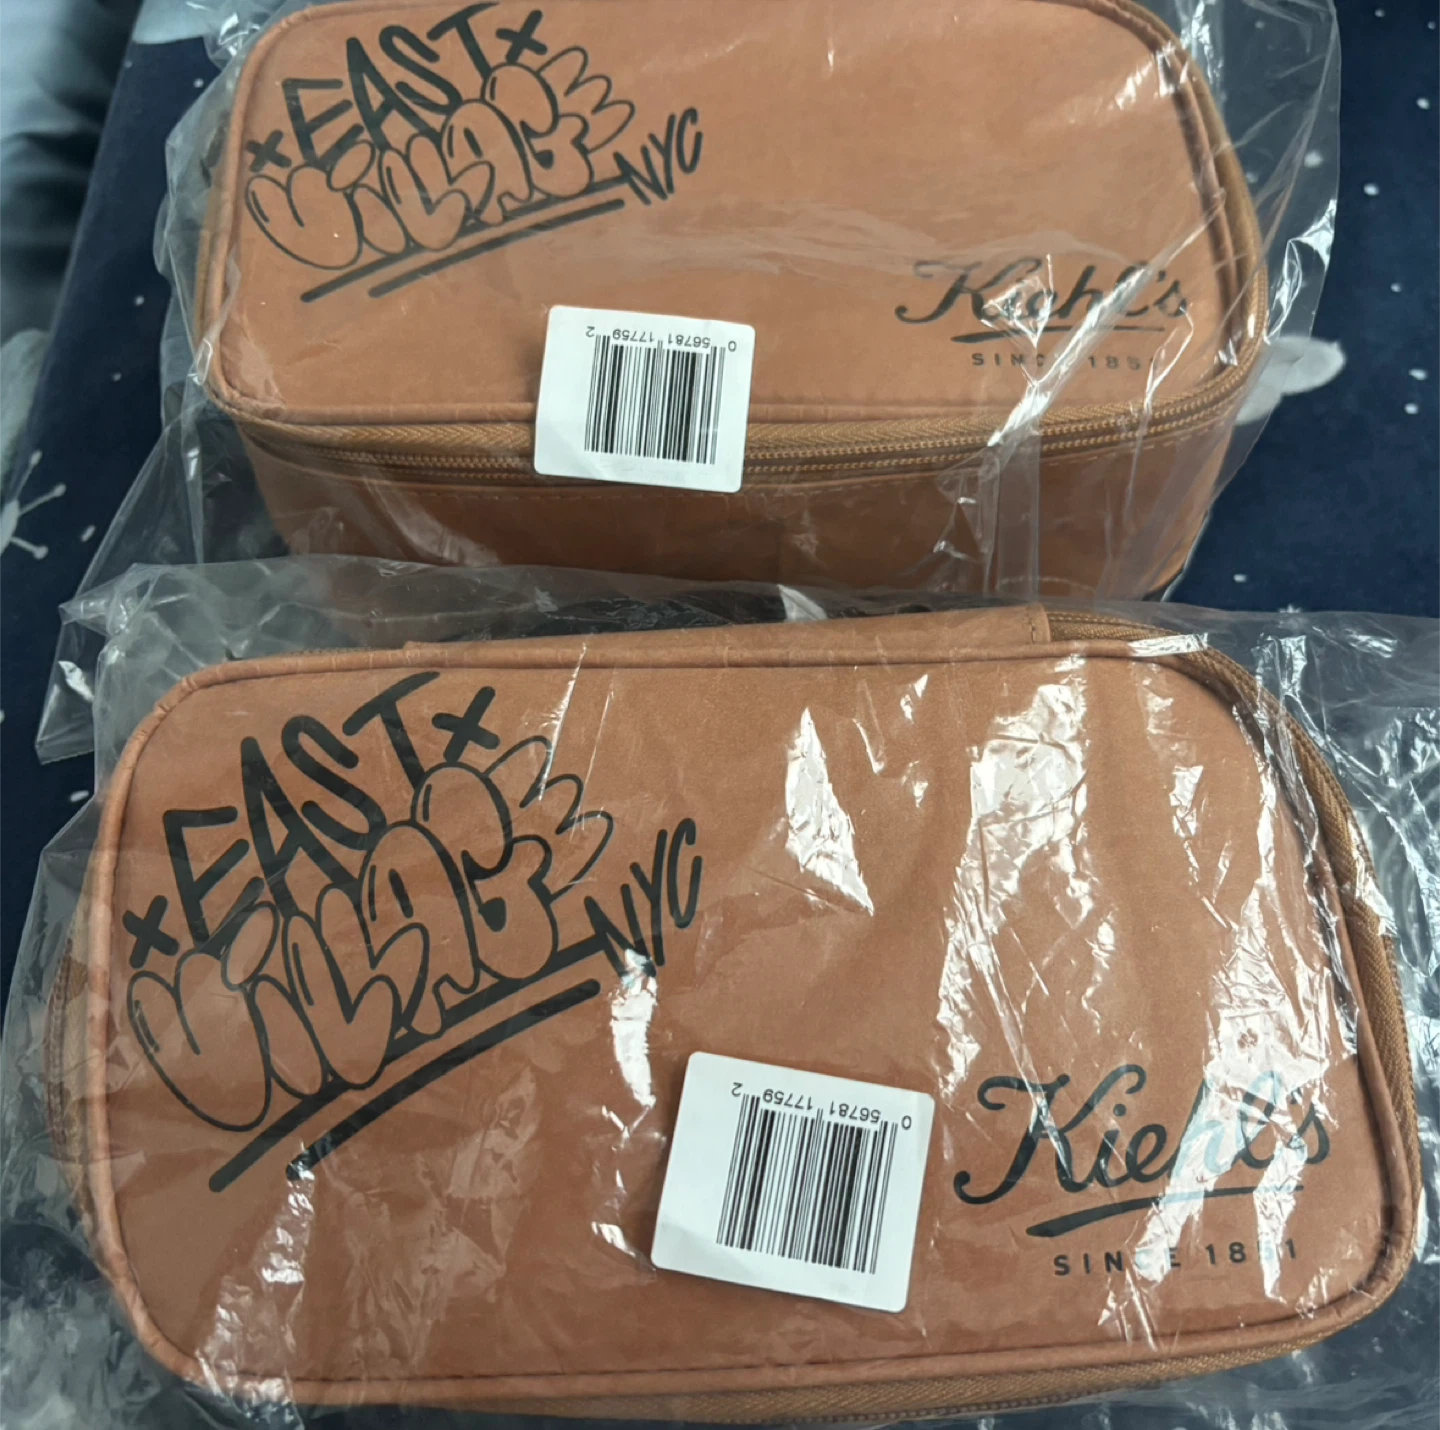 x EAST x
VILLAGE NYC
0 56781 17759 2
Kiehl's
SINCE 1851
x EAST x
VILLAGE NYC
0 56781 17759 2
Kiehl's
SINCE 1851